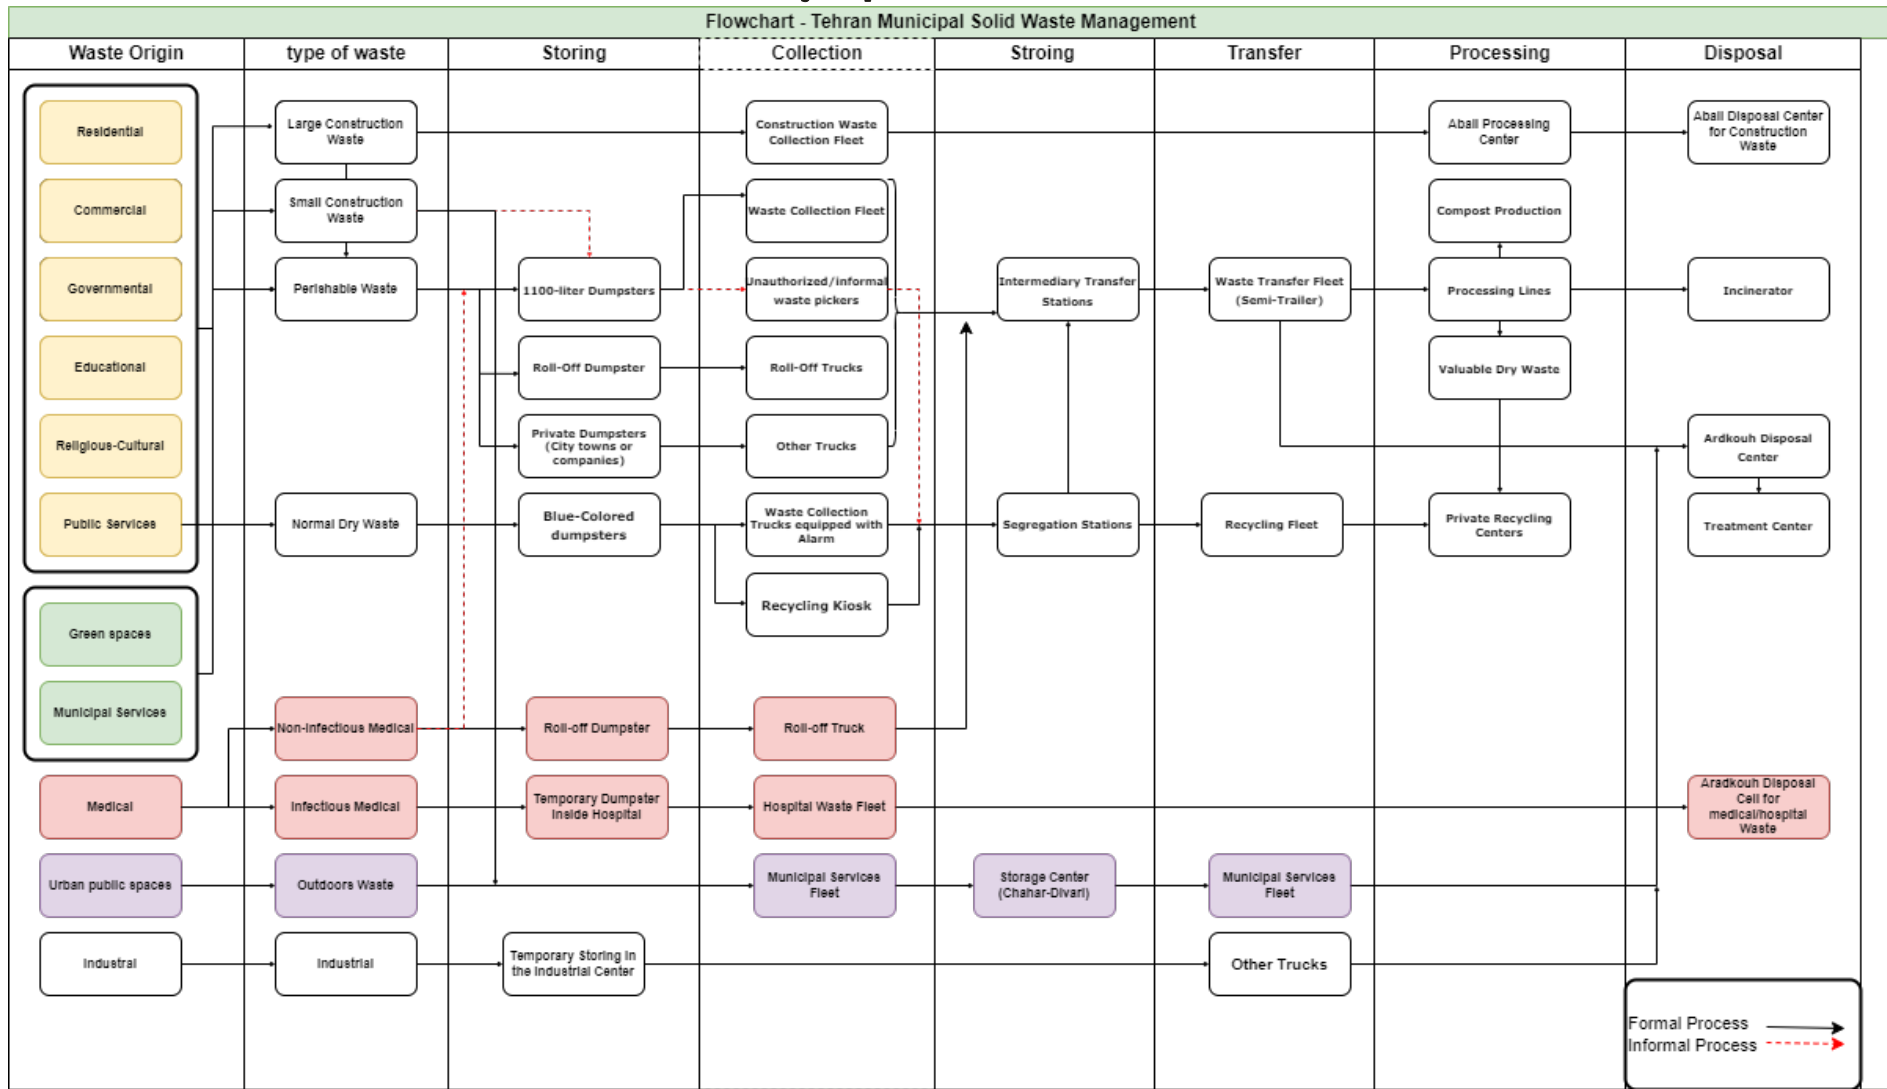 Flowchart - Tehran Municipal Solid Waste Management
Waste Origin
type of waste
Storing
Collection
Stroing
Transfer
Processing
Disposal
Residential
Large Construction
Waste
Construction Waste
Collection Fleet
Aball Processing
Center
Aball Disposal Center
for Construction
Waste
Commercial
Small Construction
Waste
Waste Collection Fleet
Compost Production
Governmental
Perishable Waste
1100-liter Dumpsters
Unauthorized/informal
waste pickers
Intermediary Transfer
Stations
Waste Transfer Fleet
(Semi-Trailer)
Processing Lines
Incinerator
Educational
Roll-Off Dumpster
Roll-Off Trucks
Valuable Dry Waste
Religious-Cultural
Private Dumpsters
(City towns or
companies)
Other Trucks
Ardkouh Disposal
Center
Public Services
Normal Dry Waste
Blue-Colored
dumpsters
Waste Collection
Trucks equipped with
Alarm
Segregation Stations
Recycling Fleet
Private Recycling
Centers
Treatment Center
Recycling Kiosk
Green spaces
Municipal Services
Non-Infectious Medical
Roll-off Dumpster
Roll-off Truck
Medical
Infectious Medical
Temporary Dumpster
Inside Hospital
Hospital Waste Fleet
Aradkouh Disposal
Cell for
medical/hospital
Waste
Urban public spaces
Outdoors Waste
Municipal Services
Fleet
Storage Center
(Chahar-Divari)
Municipal Services
Fleet
Industral
Industrial
Temporary Storing in
the Industrial Center
Other Trucks
Formal Process
Informal Process